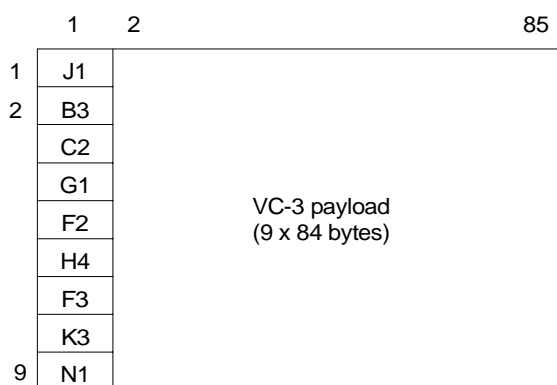 1 2 85
1 J1
2 B3
C2
G1
F2
VC-3 payload
(9 x 84 bytes)
H4
F3
K3
9 N1